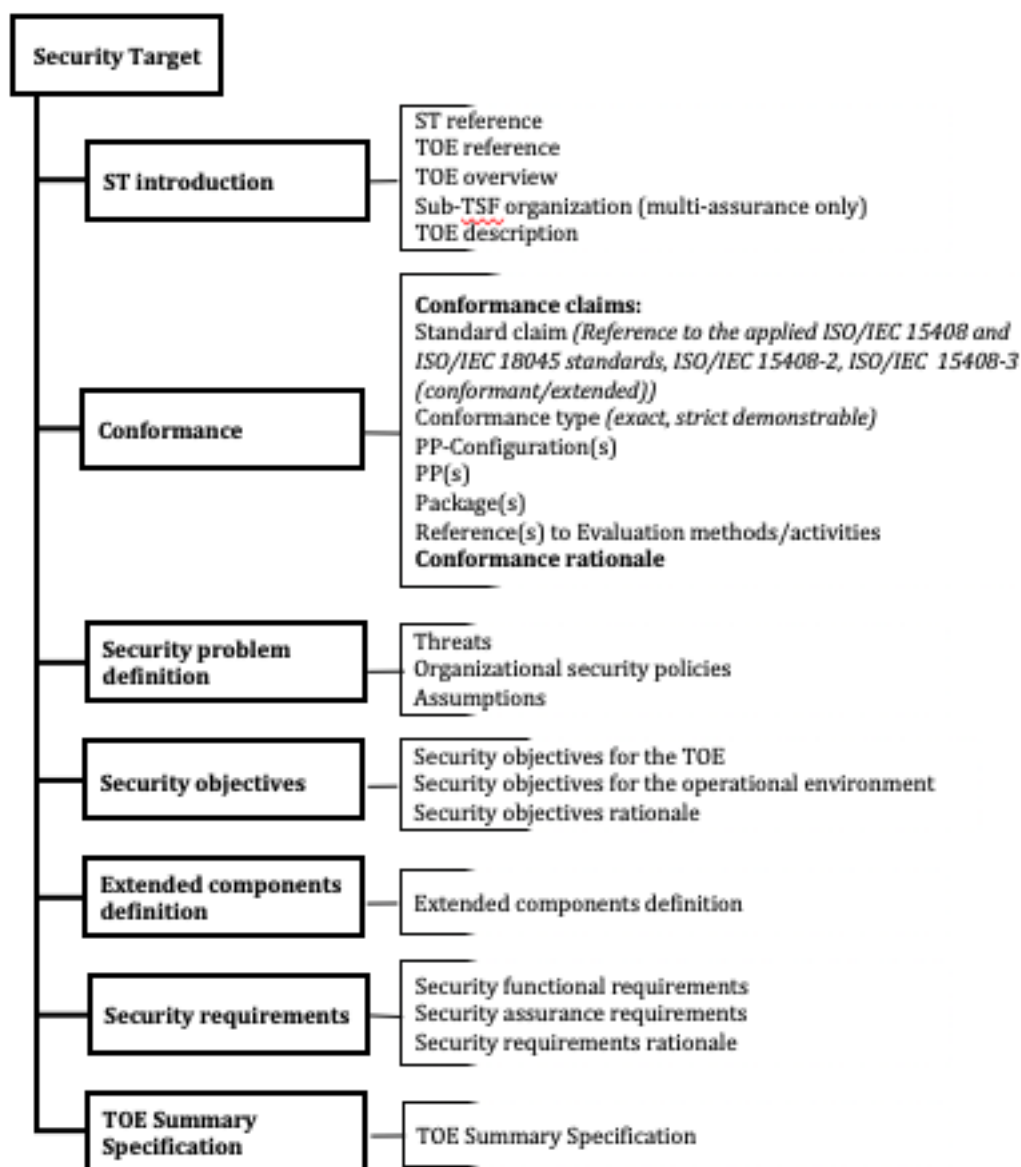 Security Target
ST introduction
ST reference
TOE reference
TOE overview
Sub-TSF organization (multi-assurance only)
TOE description
Conformance
Conformance claims:
Standard claim (Reference to the applied ISO/IEC 15408 and
ISO/IEC 18045 standards, ISO/IEC 15408-2, ISO/IEC 15408-3
(conformant/extended))
Conformance type (exact, strict demonstrable)
PP-Configuration(s)
PP(s)
Package(s)
Reference(s) to Evaluation methods/activities
Conformance rationale
Security problem
definition
Threats
Organizational security policies
Assumptions
Security objectives
Security objectives for the TOE
Security objectives for the operational environment
Security objectives rationale
Extended components
definition
Extended components definition
Security requirements
Security functional requirements
Security assurance requirements
Security requirements rationale
TOE Summary
Specification
TOE Summary Specification